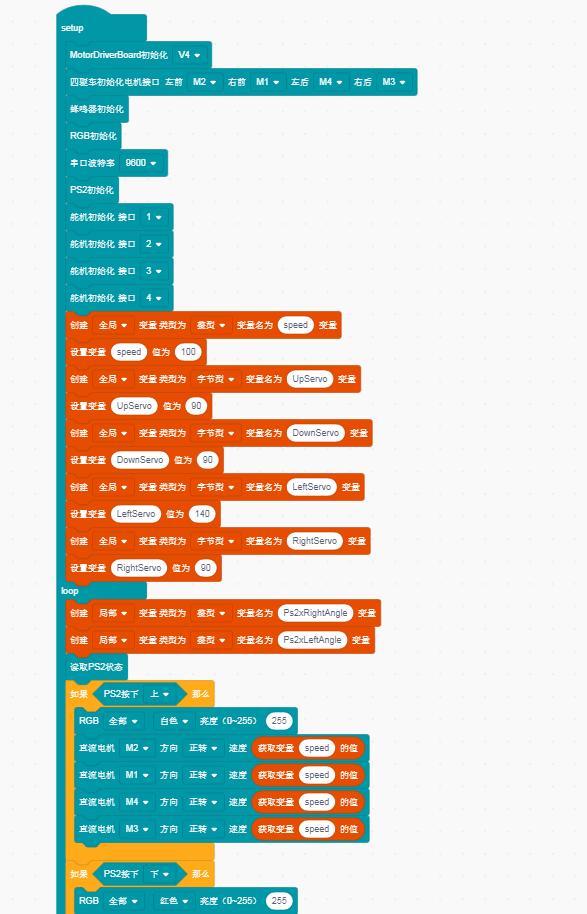 setup
MotorDriverBoard初始化 V4
四驱车初始化电机接口 左前 M2 右前 M1 左后 M4 右后 M3
蜂鸣器初始化
RGB初始化
串口波特率 9600
PS2初始化
舵机初始化 接口 1
舵机初始化 接口 2
舵机初始化 接口 3
舵机初始化 接口 4
创建 全局 变量 类型为 整型 变量名为 speed 变量
设置变量 speed 值为 100
创建 全局 变量 类型为 字节型 变量名为 UpServo 变量
设置变量 UpServo 值为 90
创建 全局 变量 类型为 字节型 变量名为 DownServo 变量
设置变量 DownServo 值为 90
创建 全局 变量 类型为 字节型 变量名为 LeftServo 变量
设置变量 LeftServo 值为 140
创建 全局 变量 类型为 字节型 变量名为 RightServo 变量
设置变量 RightServo 值为 90
loop
创建 局部 变量 类型为 整型 变量名为 Ps2xRightAngle 变量
创建 局部 变量 类型为 整型 变量名为 Ps2xLeftAngle 变量
读取PS2状态
如果 PS2按下 上 那么
RGB 全部 白色 亮度（0~255） 255
直流电机 M2 方向 正转 速度 获取变量 speed 的值
直流电机 M1 方向 正转 速度 获取变量 speed 的值
直流电机 M4 方向 正转 速度 获取变量 speed 的值
直流电机 M3 方向 正转 速度 获取变量 speed 的值
如果 PS2按下 下 那么
RGB 全部 红色 亮度（0~255） 255